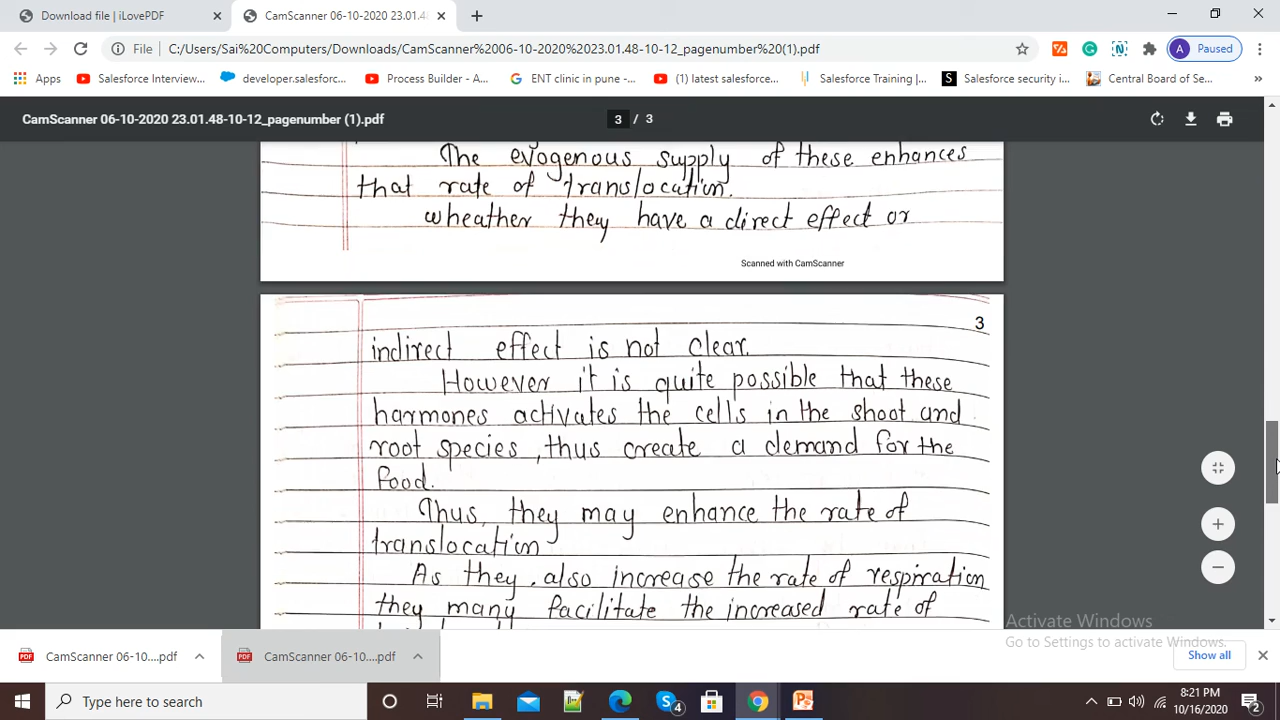 Download file | iLovePDF
CamScanner 06-10-2020 23.01.4
File
C:/Users/Sai%20Computers/Downloads/CamScanner%2006-10-2020%2023.01.48-10-12_pagenumber%20(1).pdf
A Paused
Apps
Salesforce Interview...
developer.salesforc...
Process Builder - A...
ENT clinic in pune -...
(1) latest salesforce...
Salesforce Training |...
Salesforce security i...
Central Board of Se...
CamScanner 06-10-2020 23.01.48-10-12_pagenumber (1).pdf
3 / 3
The evogenous supply of these enhances
that rate of translocation.
wheather they have a direct effect or
Scanned with CamScanner
3
indirect effect is not clear.
However it is quite possible that these
harmones activates the cells in the shoot and
root species, thus create a demand for the
food.
Thus, they may enhance the rate of
translocation
As they. also increase the rate of respiration
they many facilitate the increased rate of
Activate Windows
Go to Settings to activate Windows.
CamScanner 06-10....pdf
CamScanner 06-10....pdf
Show all
Type here to search
4
8:21 PM
10/16/2020
2